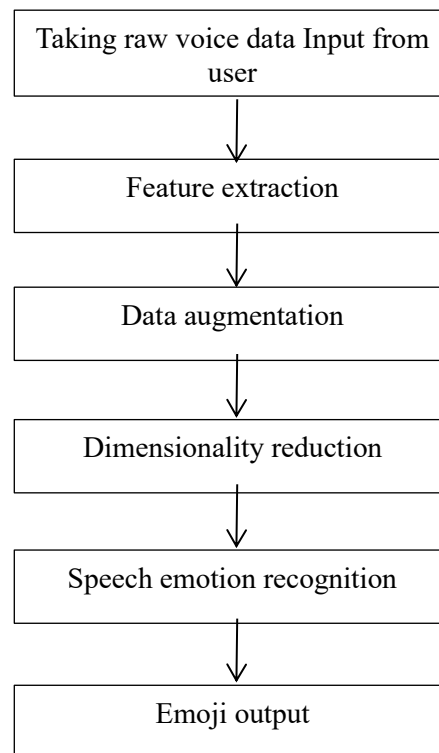 Taking raw voice data Input from
user
Feature extraction
Data augmentation
Dimensionality reduction
Speech emotion recognition
Emoji output